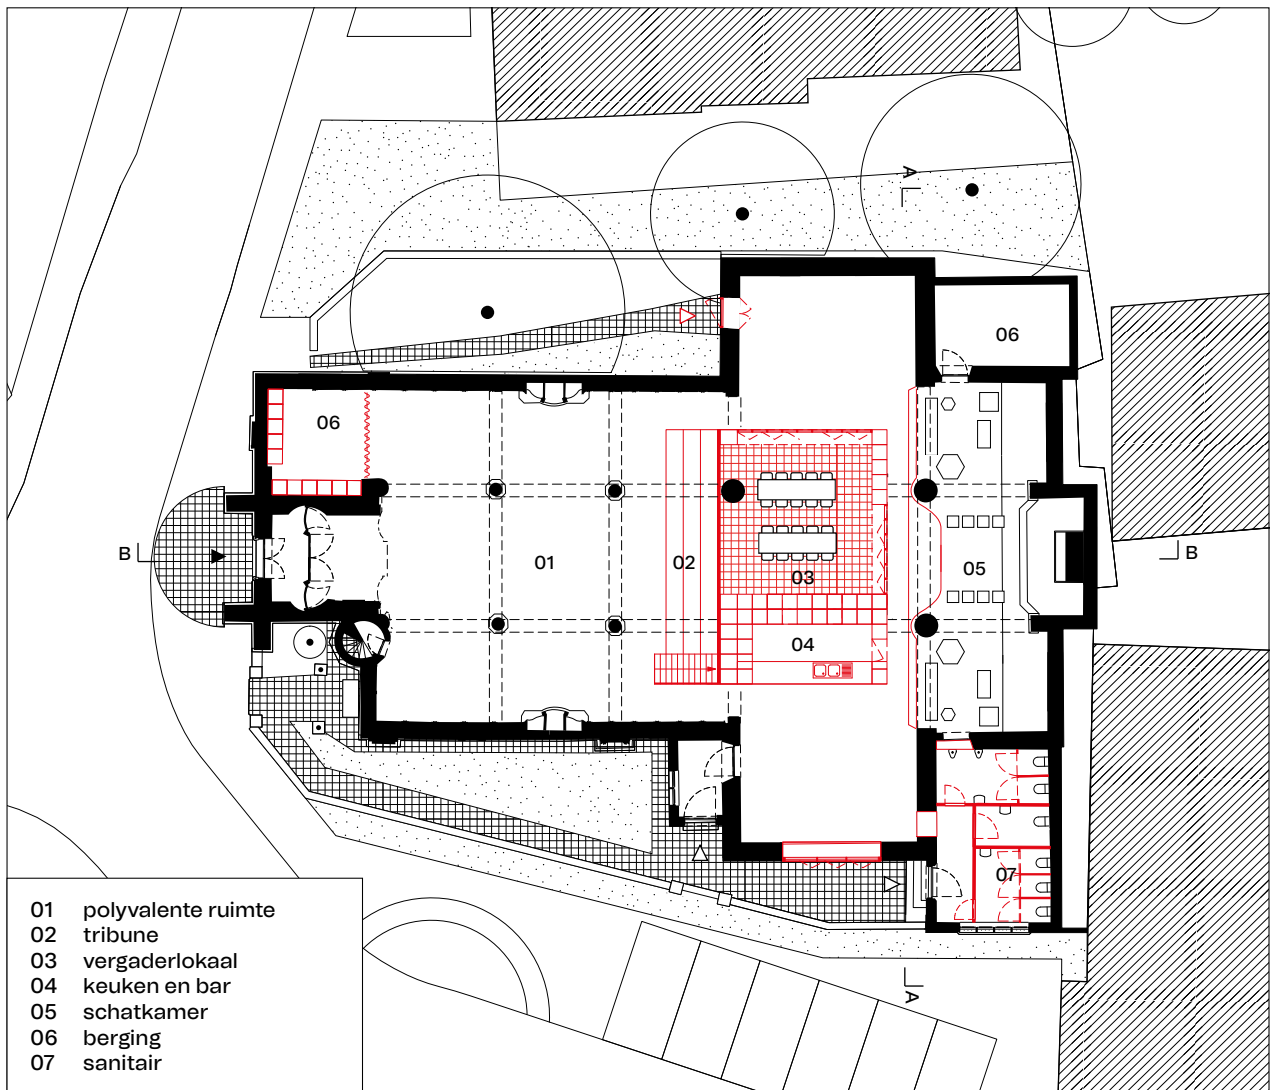 A
06
06
01
02
03
04
05
B
B
07
A
01 polyvalente ruimte
02 tribune
03 vergaderlokaal
04 keuken en bar
05 schatkamer
06 berging
07 sanitair